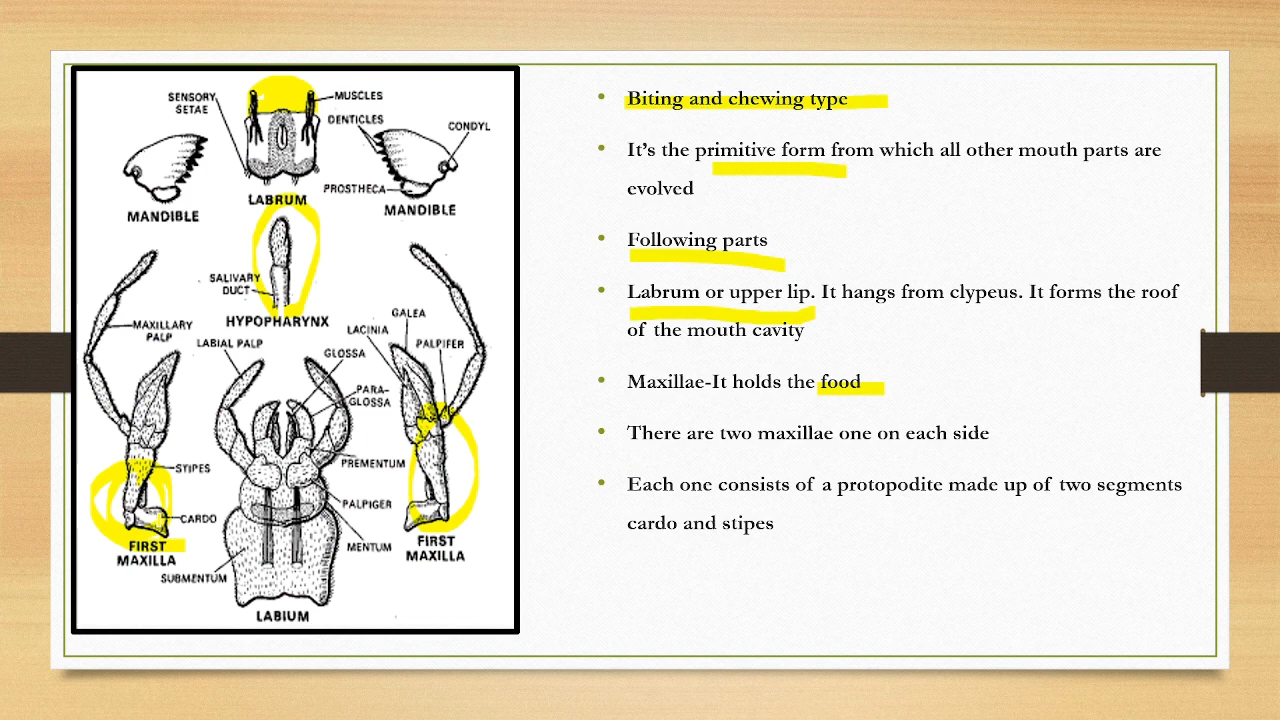 SENSORY
SETAE
MUSCLES
DENTICLES
CONDYL
PROSTHECA
MANDIBLE
LABRUM
MANDIBLE
SALIVARY
DUCT
HYPOPHARYNX
MAXILLARY
PALP
LABIAL PALP
GLOSSA
LACINIA
GALEA
PALPIFER
PARA-
GLOSSA
STIPES
PREMENTUM
CARDO
PALPIGER
FIRST
MAXILLA
MENTUM
FIRST
MAXILLA
SUBMENTUM
LABIUM
• Biting and chewing type
• It's the primitive form from which all other mouth parts are
evolved
• Following parts
• Labrum or upper lip. It hangs from clypeus. It forms the roof
of the mouth cavity
• Maxillae-It holds the food
• There are two maxillae one on each side
• Each one consists of a protopodite made up of two segments
cardo and stipes